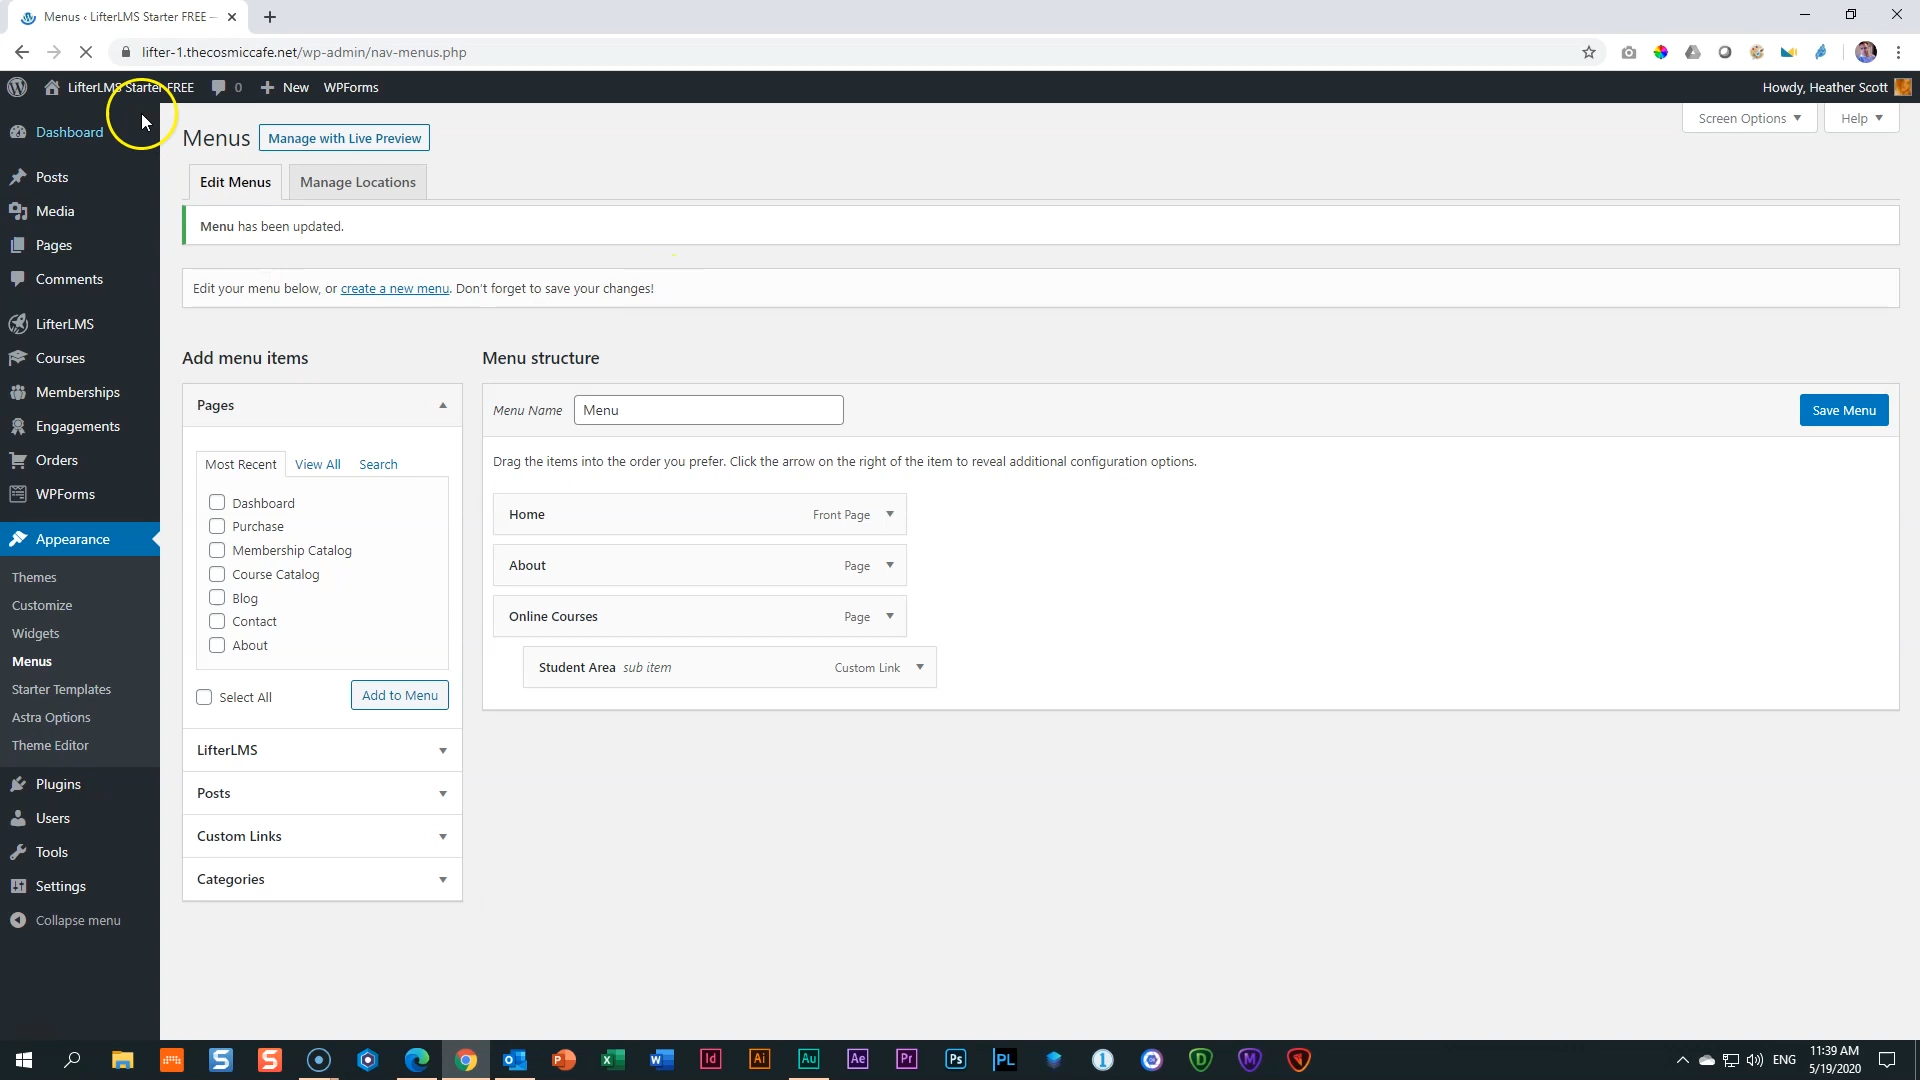 Menus ‹ LifterLMS Starter FREE —
lifter-1.thecosmiccafe.net/wp-admin/nav-menus.php
LifterLMS Starter FREE 0 New WPForms Howdy, Heather Scott
Dashboard
Posts
Media
Pages
Comments
LifterLMS
Courses
Memberships
Engagements
Orders
WPForms
Appearance
Themes
Customize
Widgets
Menus
Starter Templates
Astra Options
Theme Editor
Plugins
Users
Tools
Settings
Collapse menu
Screen Options Help
Menus Manage with Live Preview
Edit Menus Manage Locations
Menu has been updated.
Edit your menu below, or create a new menu. Don't forget to save your changes!
Add menu items
Pages
Most Recent View All Search
Dashboard
Purchase
Membership Catalog
Course Catalog
Blog
Contact
About
Select All Add to Menu
LifterLMS
Posts
Custom Links
Categories
Menu structure
Menu Name Menu Save Menu
Drag the items into the order you prefer. Click the arrow on the right of the item to reveal additional configuration options.
Home Front Page
About Page
Online Courses Page
Student Area sub item Custom Link
Id Ai Au Ae Pr Ps PL
ENG
11:39 AM
5/19/2020